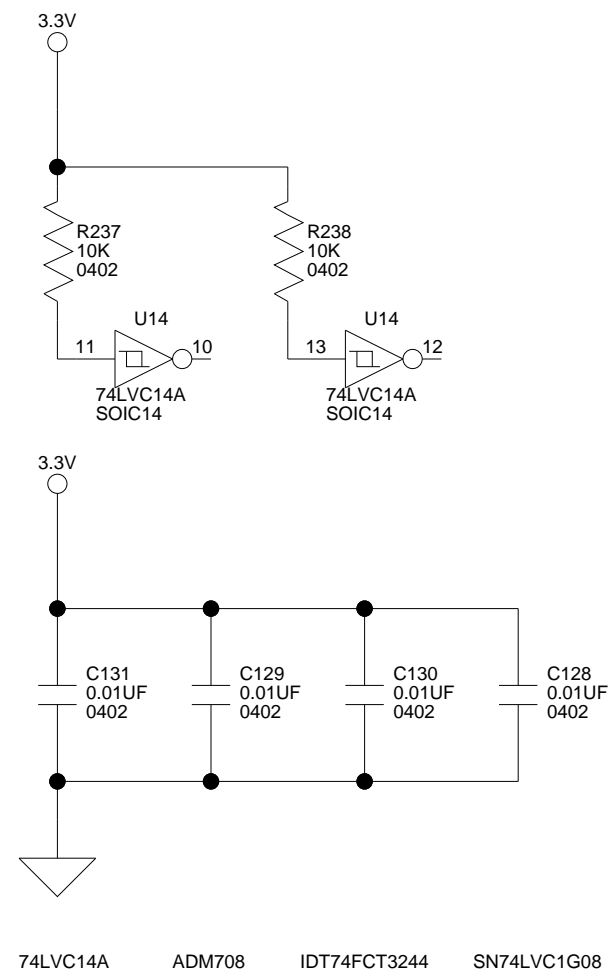 3.3V
R237
10K
0402
R238
10K
0402
U14
U14
11
10
13
12
74LVC14A
SOIC14
74LVC14A
SOIC14
3.3V
C131
0.01UF
0402
C129
0.01UF
0402
C130
0.01UF
0402
C128
0.01UF
0402
74LVC14A
ADM708
IDT74FCT3244
SN74LVC1G08